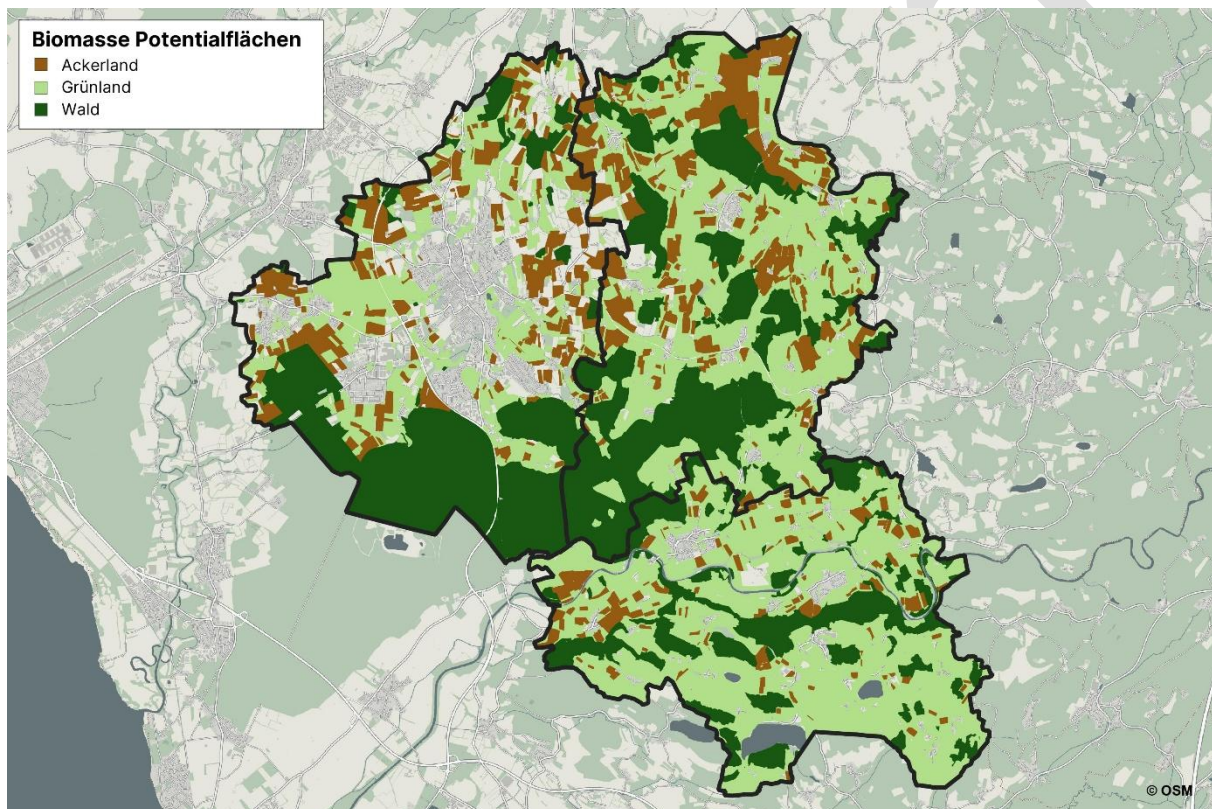 Biomasse Potentialflächen
Ackerland
Grünland
Wald
© OSM